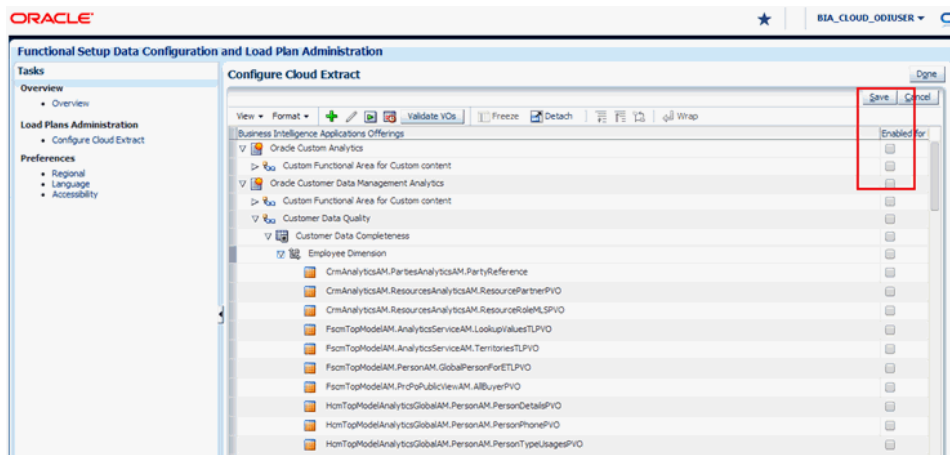 ORACLE
BIA_CLOUD_ODIUSER
Functional Setup Data Configuration and Load Plan Administration
Tasks
Overview
Overview
Load Plans Administration
Configure Cloud Extract
Preferences
Regional
Language
Accessibility
Configure Cloud Extract
Done
Save Cancel
View Format Validate VOs Freeze Detach Wrap
Business Intelligence Applications Offerings Enabled for
Oracle Custom Analytics
Custom Functional Area for Custom content
Oracle Customer Data Management Analytics
Custom Functional Area for Custom content
Customer Data Quality
Customer Data Completeness
Employee Dimension
CrmAnalyticsAM.PartiesAnalyticsAM.PartyReference
CrmAnalyticsAM.ResourcesAnalyticsAM.ResourcePartnerPVO
CrmAnalyticsAM.ResourcesAnalyticsAM.ResourceRoleMLSPVO
FscmTopModelAM.AnalyticsServiceAM.LookupValuesTLPVO
FscmTopModelAM.AnalyticsServiceAM.TerritoriesTLPVO
FscmTopModelAM.PersonAM.GlobalPersonForETLPVO
FscmTopModelAM.PrcPoPublicViewAM.AllBuyerPVO
HcmTopModelAnalyticsGlobalAM.PersonAM.PersonDetailsPVO
HcmTopModelAnalyticsGlobalAM.PersonAM.PersonPhonePVO
HcmTopModelAnalyticsGlobalAM.PersonAM.PersonTypeUsagesPVO